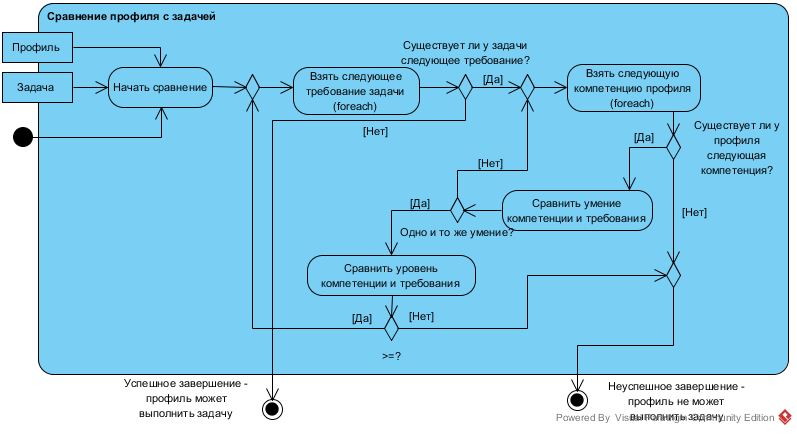 Сравнение профиля с задачей
Профиль
Задача
Начать сравнение
Взять следующее
требование задачи
(foreach)
Существует ли у задачи
следующее требование?
[Да]
[Нет]
Взять следующую
компетенцию профиля
(foreach)
Существует ли у
профиля
следующая
компетенция?
[Да]
[Нет]
Сравнить умение
компетенции и требования
[Нет]
[Да]
Одно и то же умение?
Сравнить уровень
компетенции и требования
[Да]
[Нет]
>=?
Успешное завершение -
профиль может
выполнить задачу
Неуспешное завершение -
профиль не может
выполнить задачу
Powered By Visual Paradigm Community Edition